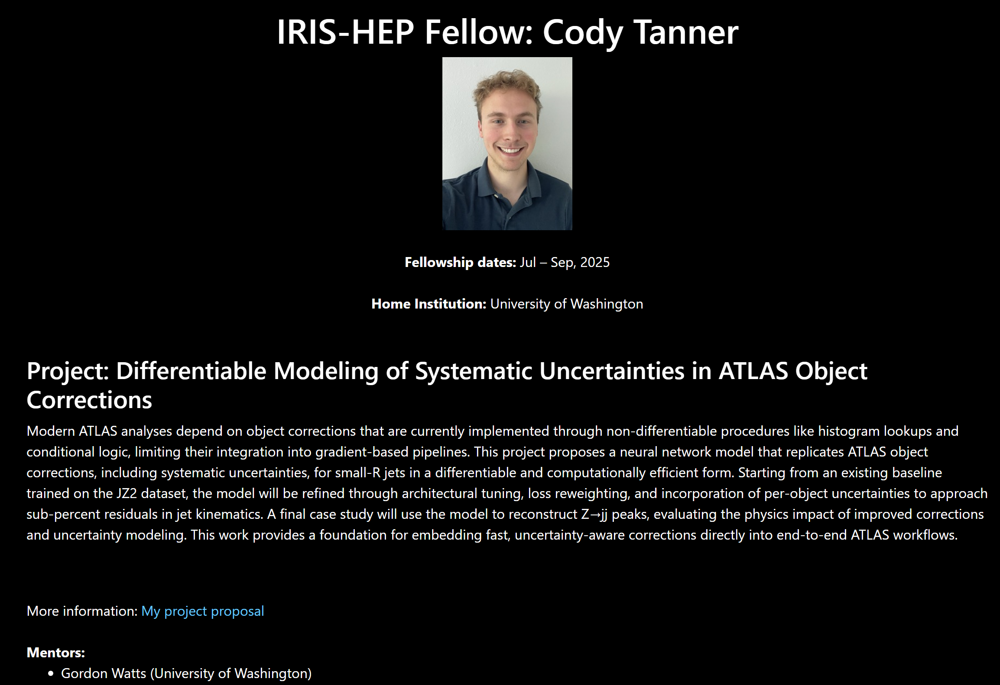 IRIS-HEP Fellow: Cody Tanner
Fellowship dates: Jul – Sep, 2025
Home Institution: University of Washington
Project: Differentiable Modeling of Systematic Uncertainties in ATLAS Object
Corrections
Modern ATLAS analyses depend on object corrections that are currently implemented through non-differentiable procedures like histogram lookups and
conditional logic, limiting their integration into gradient-based pipelines. This project proposes a neural network model that replicates ATLAS object
corrections, including systematic uncertainties, for small-R jets in a differentiable and computationally efficient form. Starting from an existing baseline
trained on the JZ2 dataset, the model will be refined through architectural tuning, loss reweighting, and incorporation of per-object uncertainties to approach
sub-percent residuals in jet kinematics. A final case study will use the model to reconstruct Z→jj peaks, evaluating the physics impact of improved corrections
and uncertainty modeling. This work provides a foundation for embedding fast, uncertainty-aware corrections directly into end-to-end ATLAS workflows.
More information: My project proposal
Mentors:
• Gordon Watts (University of Washington)